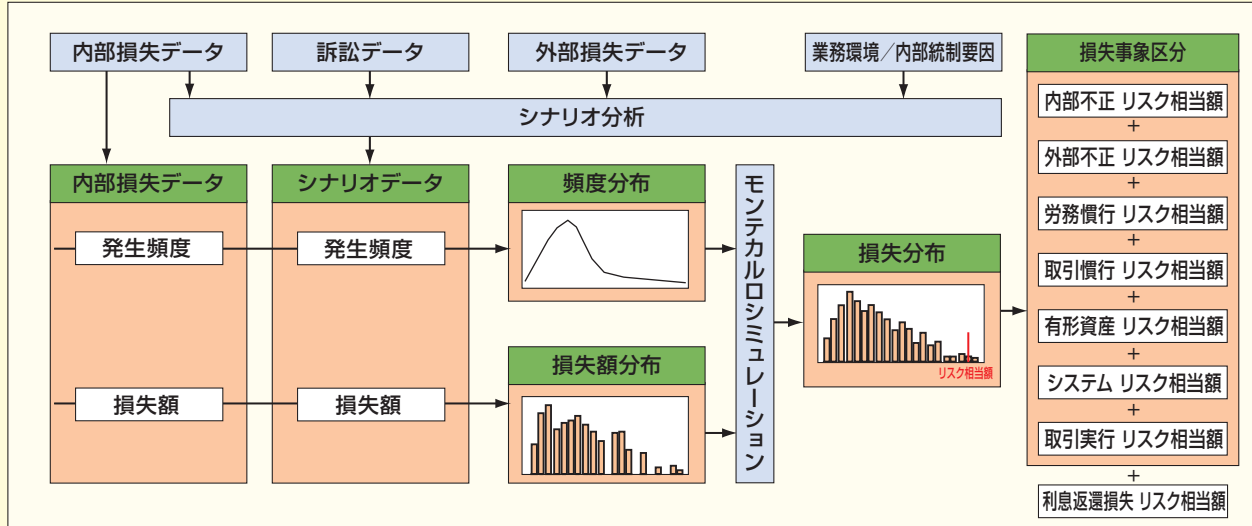 内部損失データ
訴訟データ
外部損失データ
業務環境／内部統制要因
シナリオ分析
内部損失データ
発生頻度
損失額
シナリオデータ
発生頻度
損失額
頻度分布
損失額分布
モンテカルロシミュレーション
損失分布
リスク相当額
損失事象区分
内部不正 リスク相当額
+
外部不正 リスク相当額
+
労務慣行 リスク相当額
+
取引慣行 リスク相当額
+
有形資産 リスク相当額
+
システム リスク相当額
+
取引実行 リスク相当額
+
利息返還損失 リスク相当額